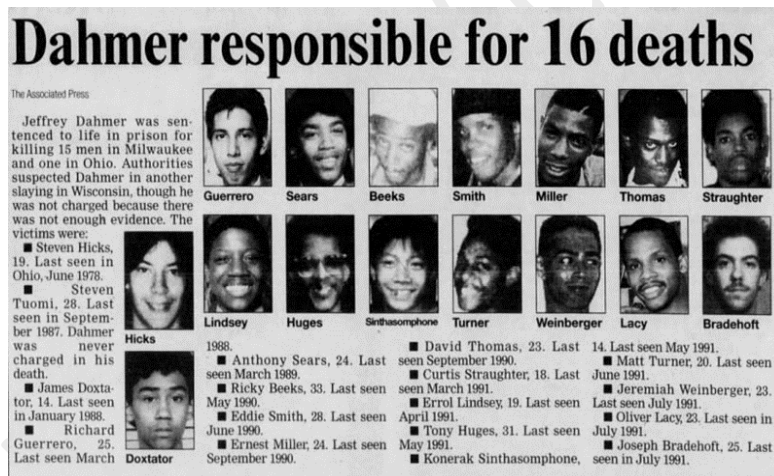 Dahmer responsible for 16 deaths
The Associated Press
Jeffrey Dahmer was sen-
tenced to life in prison for
killing 15 men in Milwaukee
and one in Ohio. Authorities
suspected Dahmer in another
slaying in Wisconsin, though he
was not charged because there
was not enough evidence. The
victims were:
■ Steven Hicks,
19. Last seen in
Ohio, June 1978.
■ Steven
Tuomi, 28. Last
seen in Septem-
ber 1987. Dahmer
was never
charged in his
death.
■ James Doxta-
tor, 14. Last seen
in January 1988.
■ Richard
Guerrero, 25.
Last seen March
Hicks
Doxtator
Guerrero Sears Beeks Smith Miller Thomas Straughter
Lindsey Huges Sinthasomphone Turner Weinberger Lacy Bradehoft
1988.
■ Anthony Sears, 24. Last
seen March 1989.
■ Ricky Beeks, 33. Last seen
May 1990.
■ Eddie Smith, 28. Last seen
June 1990.
■ Ernest Miller, 24. Last seen
September 1990.
■ David Thomas, 23. Last
seen September 1990.
■ Curtis Straughter, 18. Last
seen March 1991.
■ Errol Lindsey, 19. Last seen
April 1991.
■ Tony Huges, 31. Last seen
May 1991.
■ Konerak Sinthasomphone,
14. Last seen May 1991.
■ Matt Turner, 20. Last seen
June 1991.
■ Jeremiah Weinberger, 23.
Last seen July 1991.
■ Oliver Lacy, 23. Last seen in
July 1991.
■ Joseph Bradehoft, 25. Last
seen in July 1991.